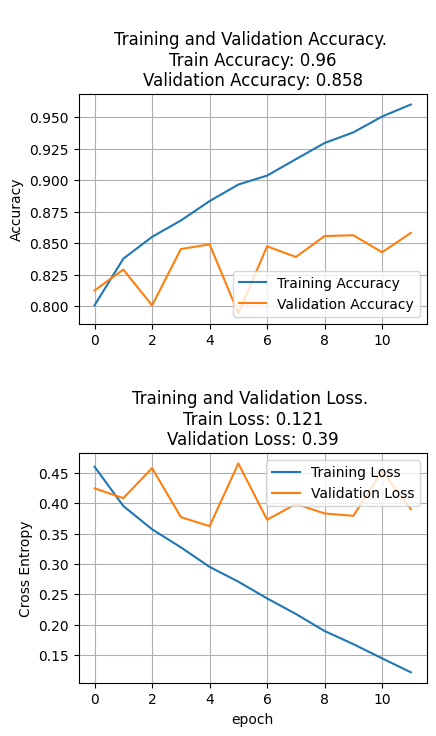 Training and Validation Accuracy.
Train Accuracy: 0.96
Validation Accuracy: 0.858
0.950
0.925
0.900
0.875
0.850
0.825
0.800
Accuracy
Training Accuracy
Validation Accuracy
0 2 4 6 8 10
Training and Validation Loss.
Train Loss: 0.121
Validation Loss: 0.39
0.45
0.40
0.35
0.30
0.25
0.20
0.15
Cross Entropy
Training Loss
Validation Loss
0 2 4 6 8 10
epoch